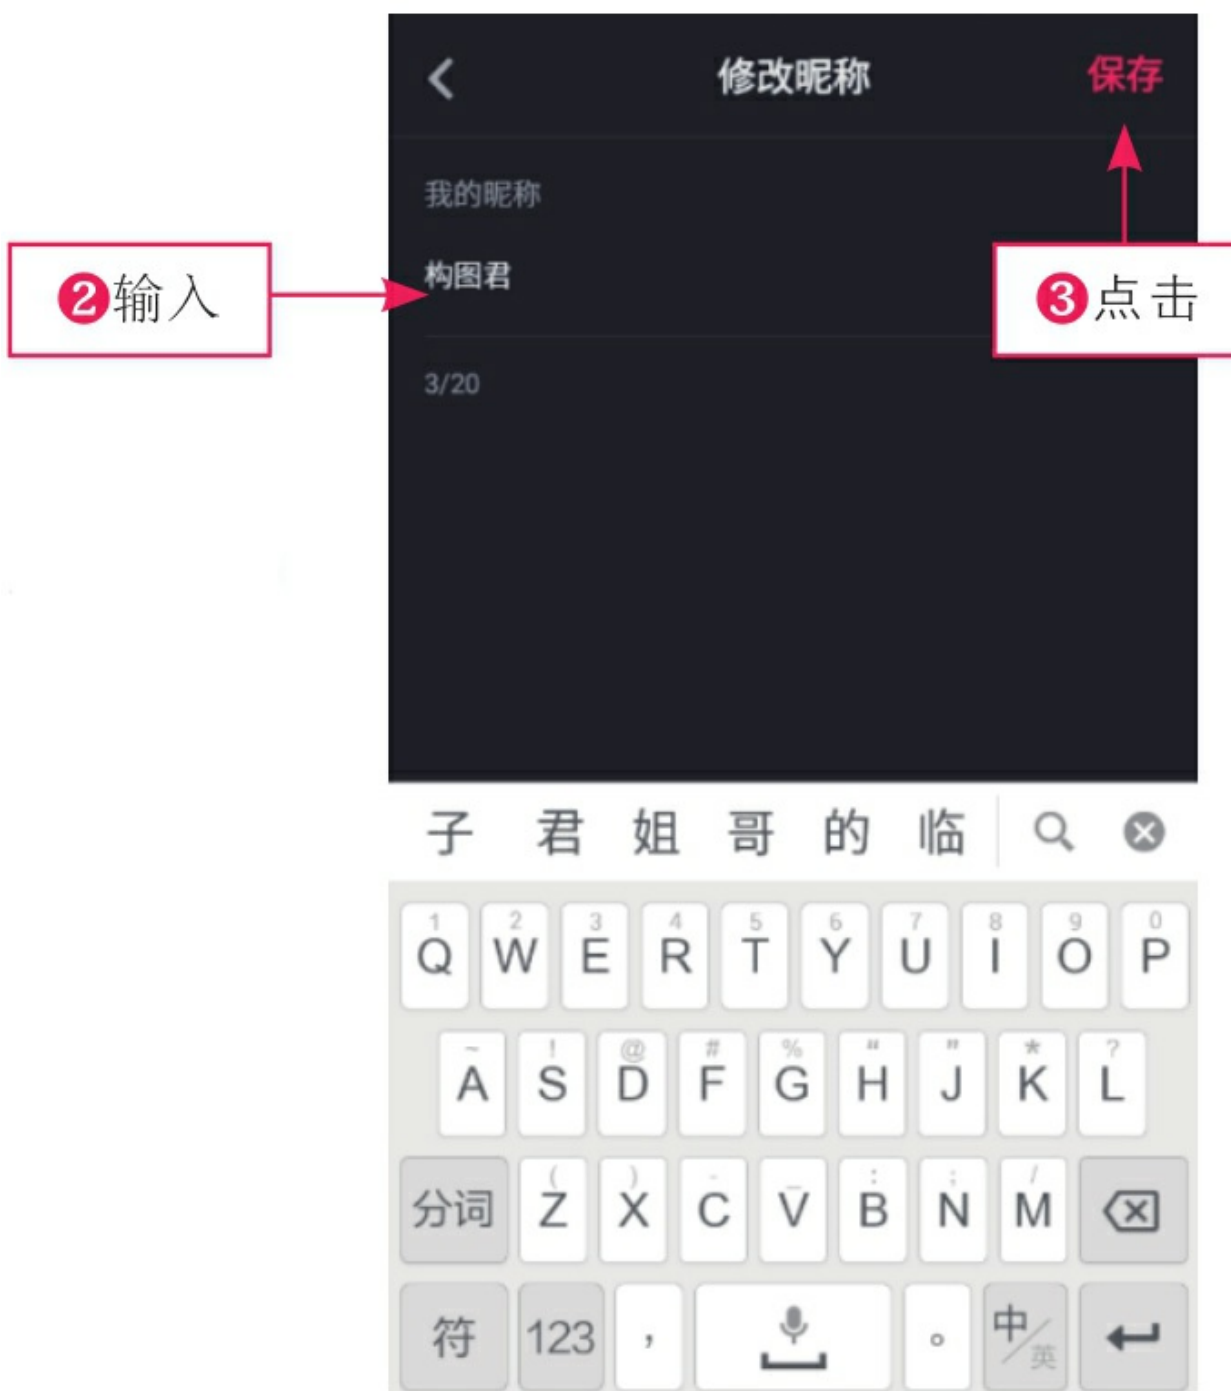 修改昵称 保存
我的昵称
❷输入 构图君 ❸点击
3/20
子 君 姐 哥 的 临
1 2 3 4 5 6 7 8 9 0
Q W E R T Y U I O P
~ ! @ # % “ ” * ?
A S D F G H J K L
( ) - _ : ; /
分词 Z X C V B N M
符 123 , 。 中/英